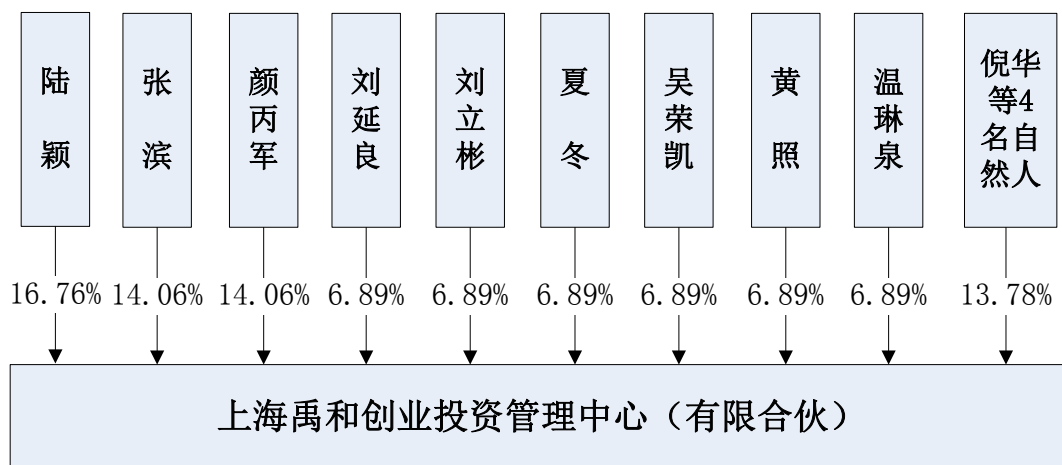 陆颖
张滨
颜丙军
刘延良
刘立彬
夏冬
吴荣凯
黄照
温琳泉
倪华
等4
名自
然人
16.76% 14.06% 14.06% 6.89% 6.89% 6.89% 6.89% 6.89% 6.89% 13.78%
上海禹和创业投资管理中心（有限合伙）